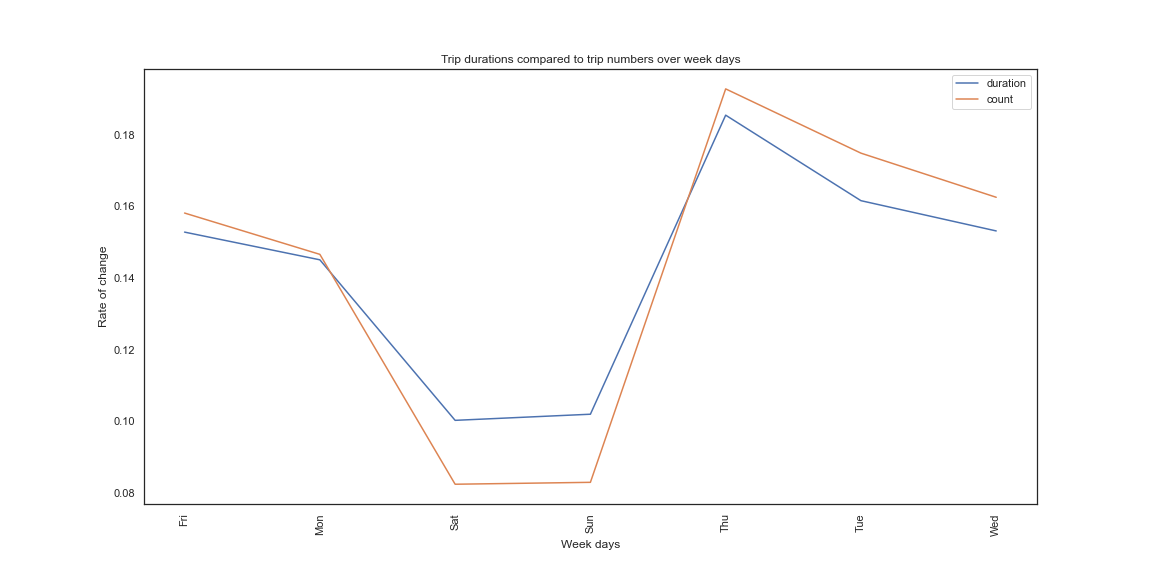 Trip durations compared to trip numbers over week days
duration
count
0.18
0.16
0.14
0.12
0.10
0.08
Rate of change
Fri
Mon
Sat
Sun
Thu
Tue
Wed
Week days